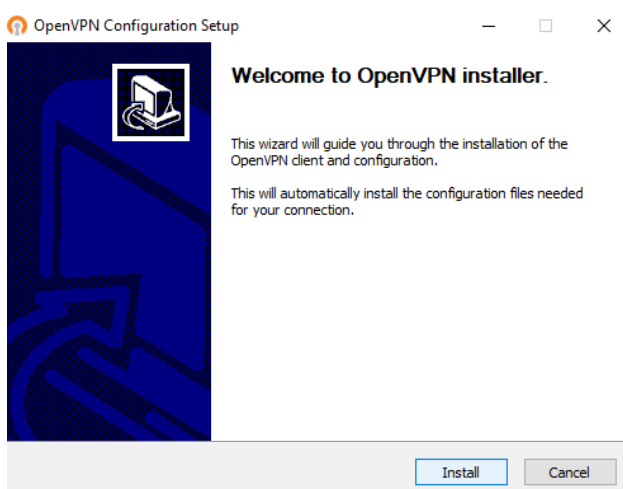 OpenVPN Configuration Setup
Welcome to OpenVPN installer.
This wizard will guide you through the installation of the
OpenVPN client and configuration.
This will automatically install the configuration files needed
for your connection.
Install
Cancel